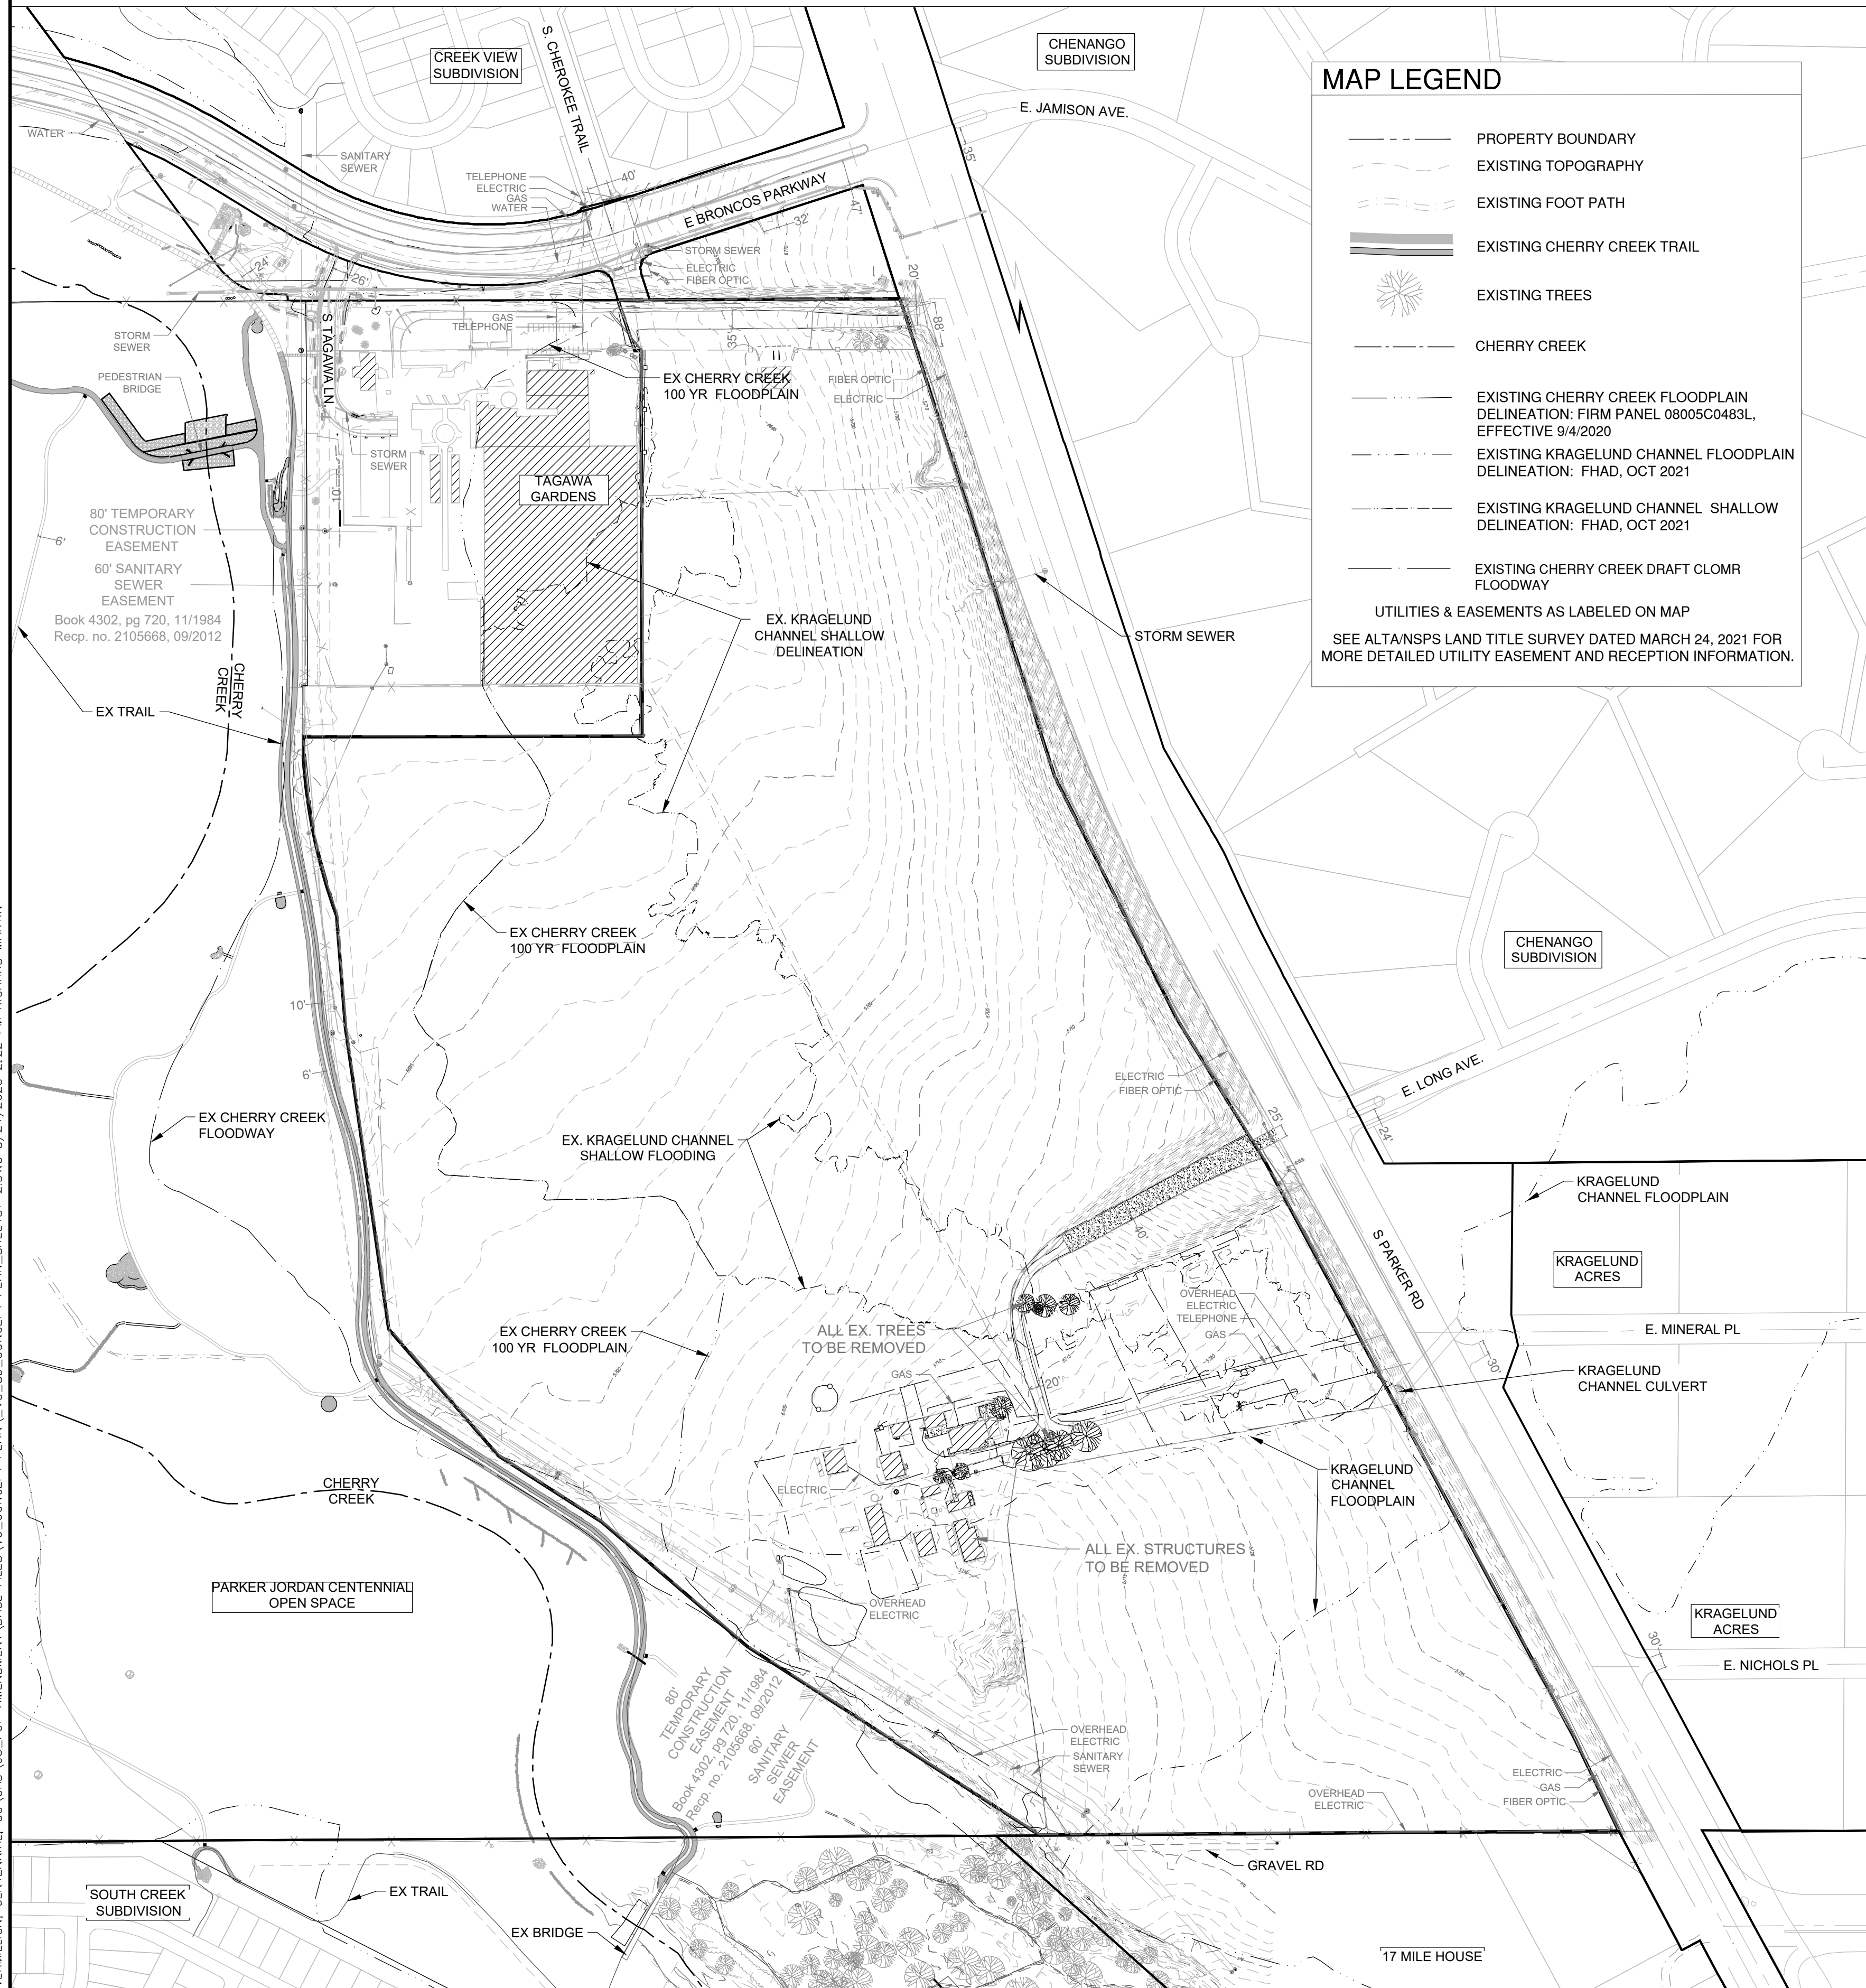 CREEK VIEW
SUBDIVISION
S. CHEROKEE TRAIL
CHENANGO
SUBDIVISION
E. JAMISON AVE.
WATER
SANITARY
SEWER
TELEPHONE
ELECTRIC
GAS
WATER
40'
E BRONCOS PARKWAY
32'
47'
35'
STORM SEWER
ELECTRIC
FIBER OPTIC
24'
26'
20'
88'
35'
STORM
SEWER
S TAGAWA LN
GAS
TELEPHONE
PEDESTRIAN
BRIDGE
EX CHERRY CREEK
100 YR FLOODPLAIN
FIBER OPTIC
ELECTRIC
STORM
SEWER
10'
TAGAWA
GARDENS
80' TEMPORARY
CONSTRUCTION
EASEMENT
6'
60' SANITARY
SEWER
EASEMENT
Book 4302, pg 720, 11/1984
Recp. no. 2105668, 09/2012
EX. KRAGELUND
CHANNEL SHALLOW
DELINEATION
STORM SEWER
CHERRY
CREEK
EX TRAIL
MAP LEGEND
PROPERTY BOUNDARY
EXISTING TOPOGRAPHY
EXISTING FOOT PATH
EXISTING CHERRY CREEK TRAIL
EXISTING TREES
CHERRY CREEK
EXISTING CHERRY CREEK FLOODPLAIN
DELINEATION: FIRM PANEL 08005C0483L,
EFFECTIVE 9/4/2020
EXISTING KRAGELUND CHANNEL FLOODPLAIN
DELINEATION: FHAD, OCT 2021
EXISTING KRAGELUND CHANNEL SHALLOW
DELINEATION: FHAD, OCT 2021
EXISTING CHERRY CREEK DRAFT CLOMR
FLOODWAY
UTILITIES & EASEMENTS AS LABELED ON MAP
SEE ALTA/NSPS LAND TITLE SURVEY DATED MARCH 24, 2021 FOR
MORE DETAILED UTILITY EASEMENT AND RECEPTION INFORMATION.
EX CHERRY CREEK
100 YR FLOODPLAIN
CHENANGO
SUBDIVISION
10'
6'
ELECTRIC
FIBER OPTIC
E. LONG AVE.
25'
24'
EX CHERRY CREEK
FLOODWAY
EX. KRAGELUND CHANNEL
SHALLOW FLOODING
KRAGELUND
CHANNEL FLOODPLAIN
40'
S PARKER RD
KRAGELUND
ACRES
OVERHEAD
ELECTRIC
TELEPHONE
GAS
EX CHERRY CREEK
100 YR FLOODPLAIN
ALL EX. TREES
TO BE REMOVED
E. MINERAL PL
30'
KRAGELUND
CHANNEL CULVERT
GAS
20'
CHERRY
CREEK
ELECTRIC
KRAGELUND
CHANNEL
FLOODPLAIN
ALL EX. STRUCTURES
TO BE REMOVED
PARKER JORDAN CENTENNIAL
OPEN SPACE
OVERHEAD
ELECTRIC
KRAGELUND
ACRES
30'
E. NICHOLS PL
80'
TEMPORARY
CONSTRUCTION
EASEMENT
Book 4302, pg 720, 11/1984
Recp. no. 2105668, 09/2012
60'
SANITARY
SEWER
EASEMENT
OVERHEAD
ELECTRIC
SANITARY
SEWER
ELECTRIC
GAS
FIBER OPTIC
OVERHEAD
ELECTRIC
GRAVEL RD
SOUTH CREEK
SUBDIVISION
EX TRAIL
EX BRIDGE
17 MILE HOUSE